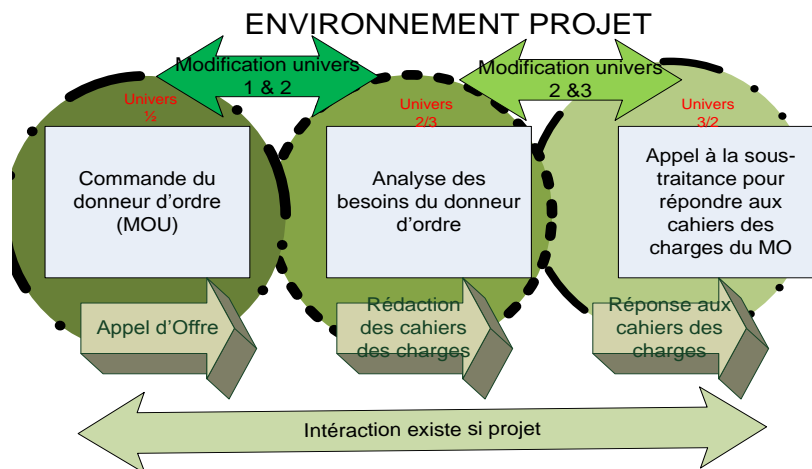 ENVIRONNEMENT PROJET
Modification univers
1 & 2
Modification univers
2 &3
Univers
½
Univers
2/3
Univers
3/2
Commande du
donneur d'ordre
(MOU)
Analyse des
besoins du donneur
d'ordre
Appel à la sous-
traitance pour
répondre aux
cahiers des
charges du MO
Appel d'Offre
Rédaction
des cahiers
des charges
Réponse aux
cahiers des
charges
Intéraction existe si projet